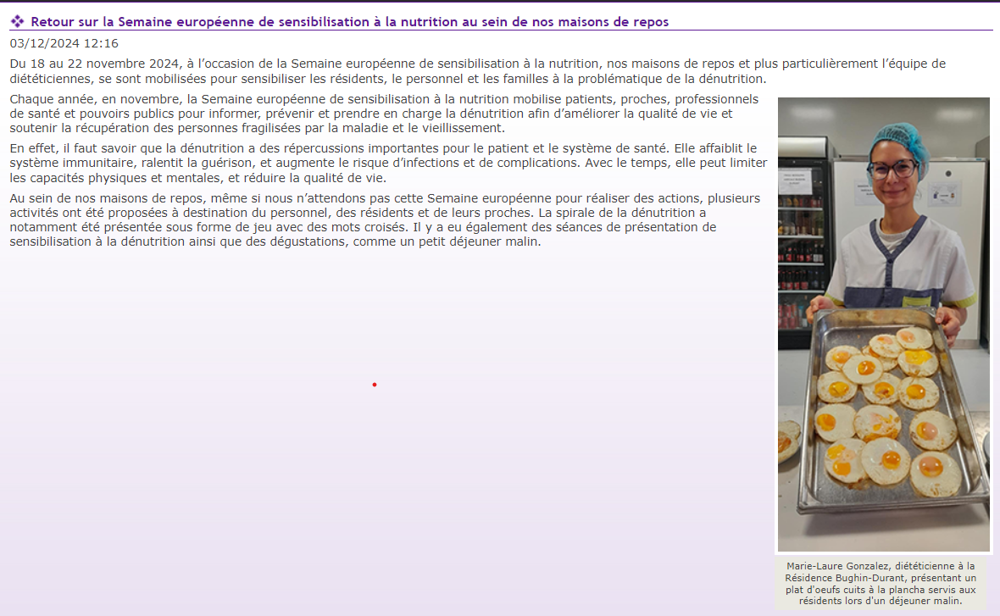 Retour sur la Semaine européenne de sensibilisation à la nutrition au sein de nos maisons de repos
03/12/2024 12:16
Du 18 au 22 novembre 2024, à l’occasion de la Semaine européenne de sensibilisation à la nutrition, nos maisons de repos et plus particulièrement l’équipe de
diététiciennes, se sont mobilisées pour sensibiliser les résidents, le personnel et les familles à la problématique de la dénutrition.
Chaque année, en novembre, la Semaine européenne de sensibilisation à la nutrition mobilise patients, proches, professionnels
de santé et pouvoirs publics pour informer, prévenir et prendre en charge la dénutrition afin d’améliorer la qualité de vie et
soutenir la récupération des personnes fragilisées par la maladie et le vieillissement.
En effet, il faut savoir que la dénutrition a des répercussions importantes pour le patient et le système de santé. Elle affaiblit le
système immunitaire, ralentit la guérison, et augmente le risque d’infections et de complications. Avec le temps, elle peut limiter
les capacités physiques et mentales, et réduire la qualité de vie.
Au sein de nos maisons de repos, même si nous n’attendons pas cette Semaine européenne pour réaliser des actions, plusieurs
activités ont été proposées à destination du personnel, des résidents et de leurs proches. La spirale de la dénutrition a
notamment été présentée sous forme de jeu avec des mots croisés. Il y a eu également des séances de présentation de
sensibilisation à la dénutrition ainsi que des dégustations, comme un petit déjeuner malin.
Marie-Laure Gonzalez, diététicienne à la
Résidence Bughin-Durant, présentant un
plat d'oeufs cuits à la plancha servis aux
résidents lors d'un déjeuner malin.